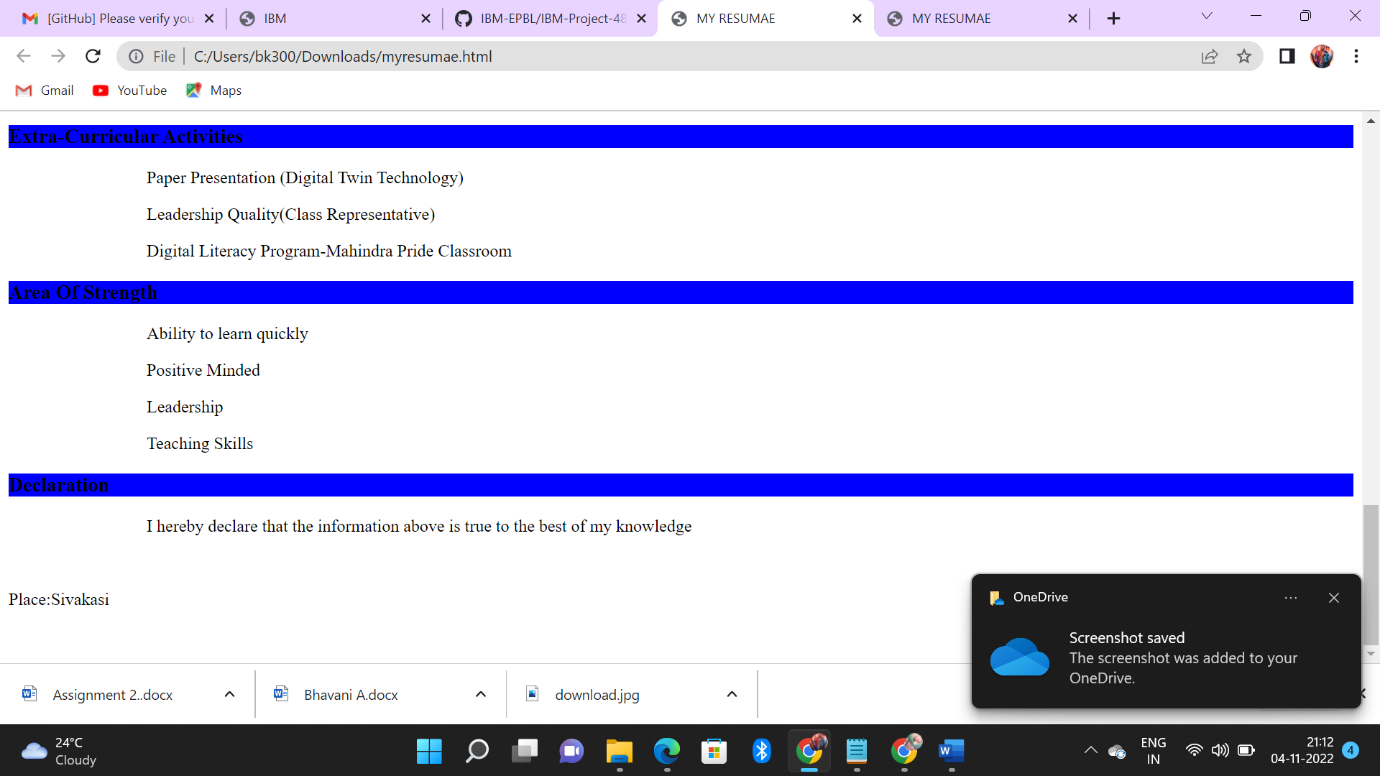 [GitHub] Please verify you
IBM
IBM-EPBL/IBM-Project-48
MY RESUMAE
MY RESUMAE
File
C:/Users/bk300/Downloads/myresumae.html
Gmail
YouTube
Maps
Extra-Curricular Activities
Paper Presentation (Digital Twin Technology)
Leadership Quality(Class Representative)
Digital Literacy Program-Mahindra Pride Classroom
Area Of Strength
Ability to learn quickly
Positive Minded
Leadership
Teaching Skills
Declaration
I hereby declare that the information above is true to the best of my knowledge
Place:Sivakasi
OneDrive
Screenshot saved
The screenshot was added to your
OneDrive.
Assignment 2..docx
Bhavani A.docx
download.jpg
24°C
Cloudy
ENG
IN
21:12
04-11-2022
4